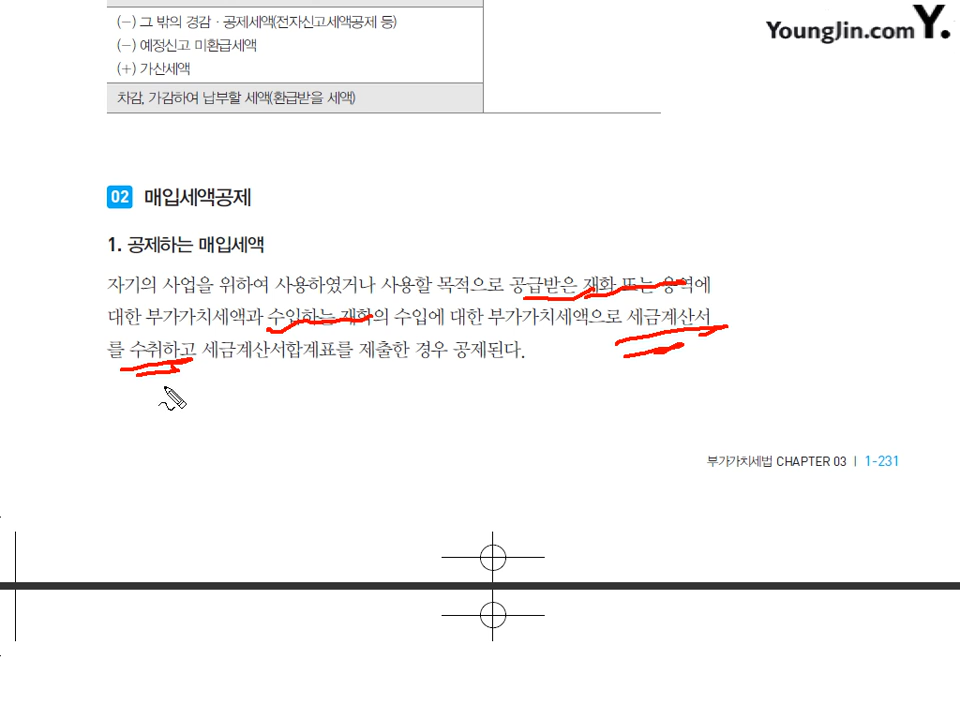 (-) 그 밖의 경감·공제세액(전자신고세액공제 등)
YoungJin.com Y.
(-) 예정신고 미환급세액
(+) 가산세액
차감, 가감하여 납부할 세액(환급받을 세액)
02 매입세액공제
1. 공제하는 매입세액
자기의 사업을 위하여 사용하였거나 사용할 목적으로 공급받은 재화 또는 용역에
대한 부가가치세액과 수입하는 재화의 수입에 대한 부가가치세액으로 세금계산서
를 수취하고 세금계산서합계표를 제출한 경우 공제된다.
부가가치세법 CHAPTER 03 | 1-231